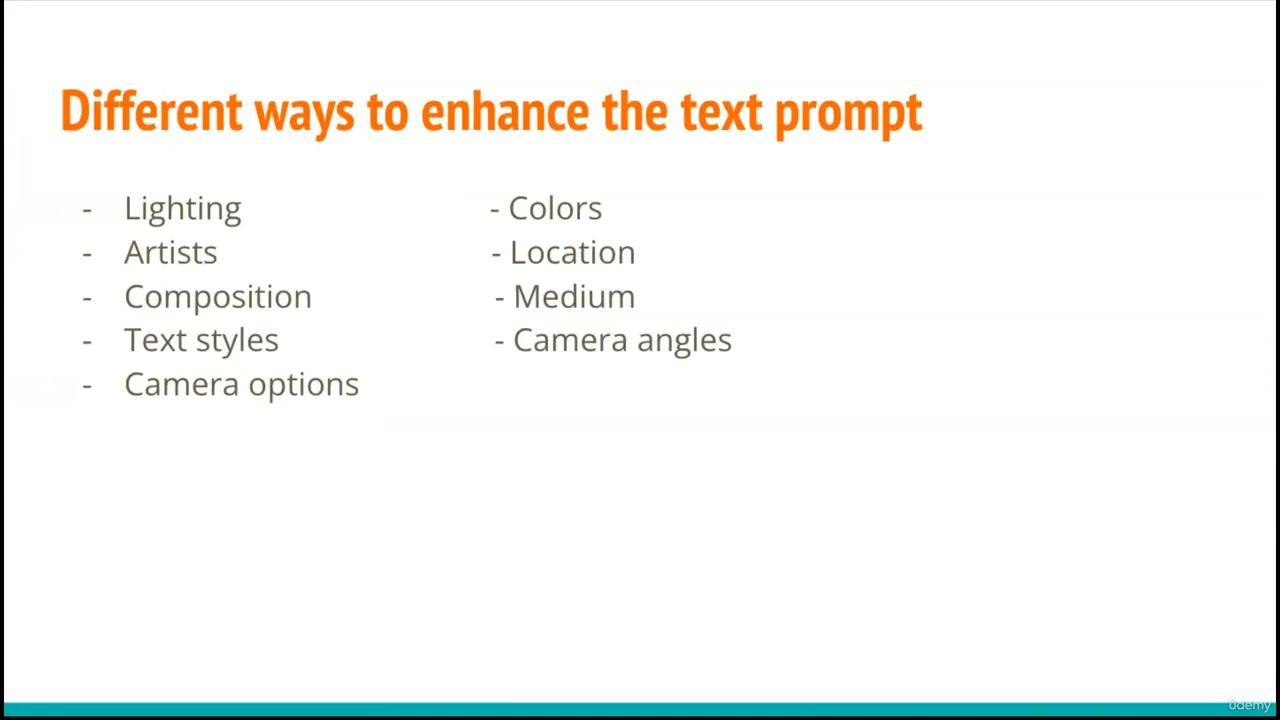 Different ways to enhance the text prompt
- Lighting
- Artists
- Composition
- Text styles
- Camera options
- Colors
- Location
- Medium
- Camera angles
ûdemy